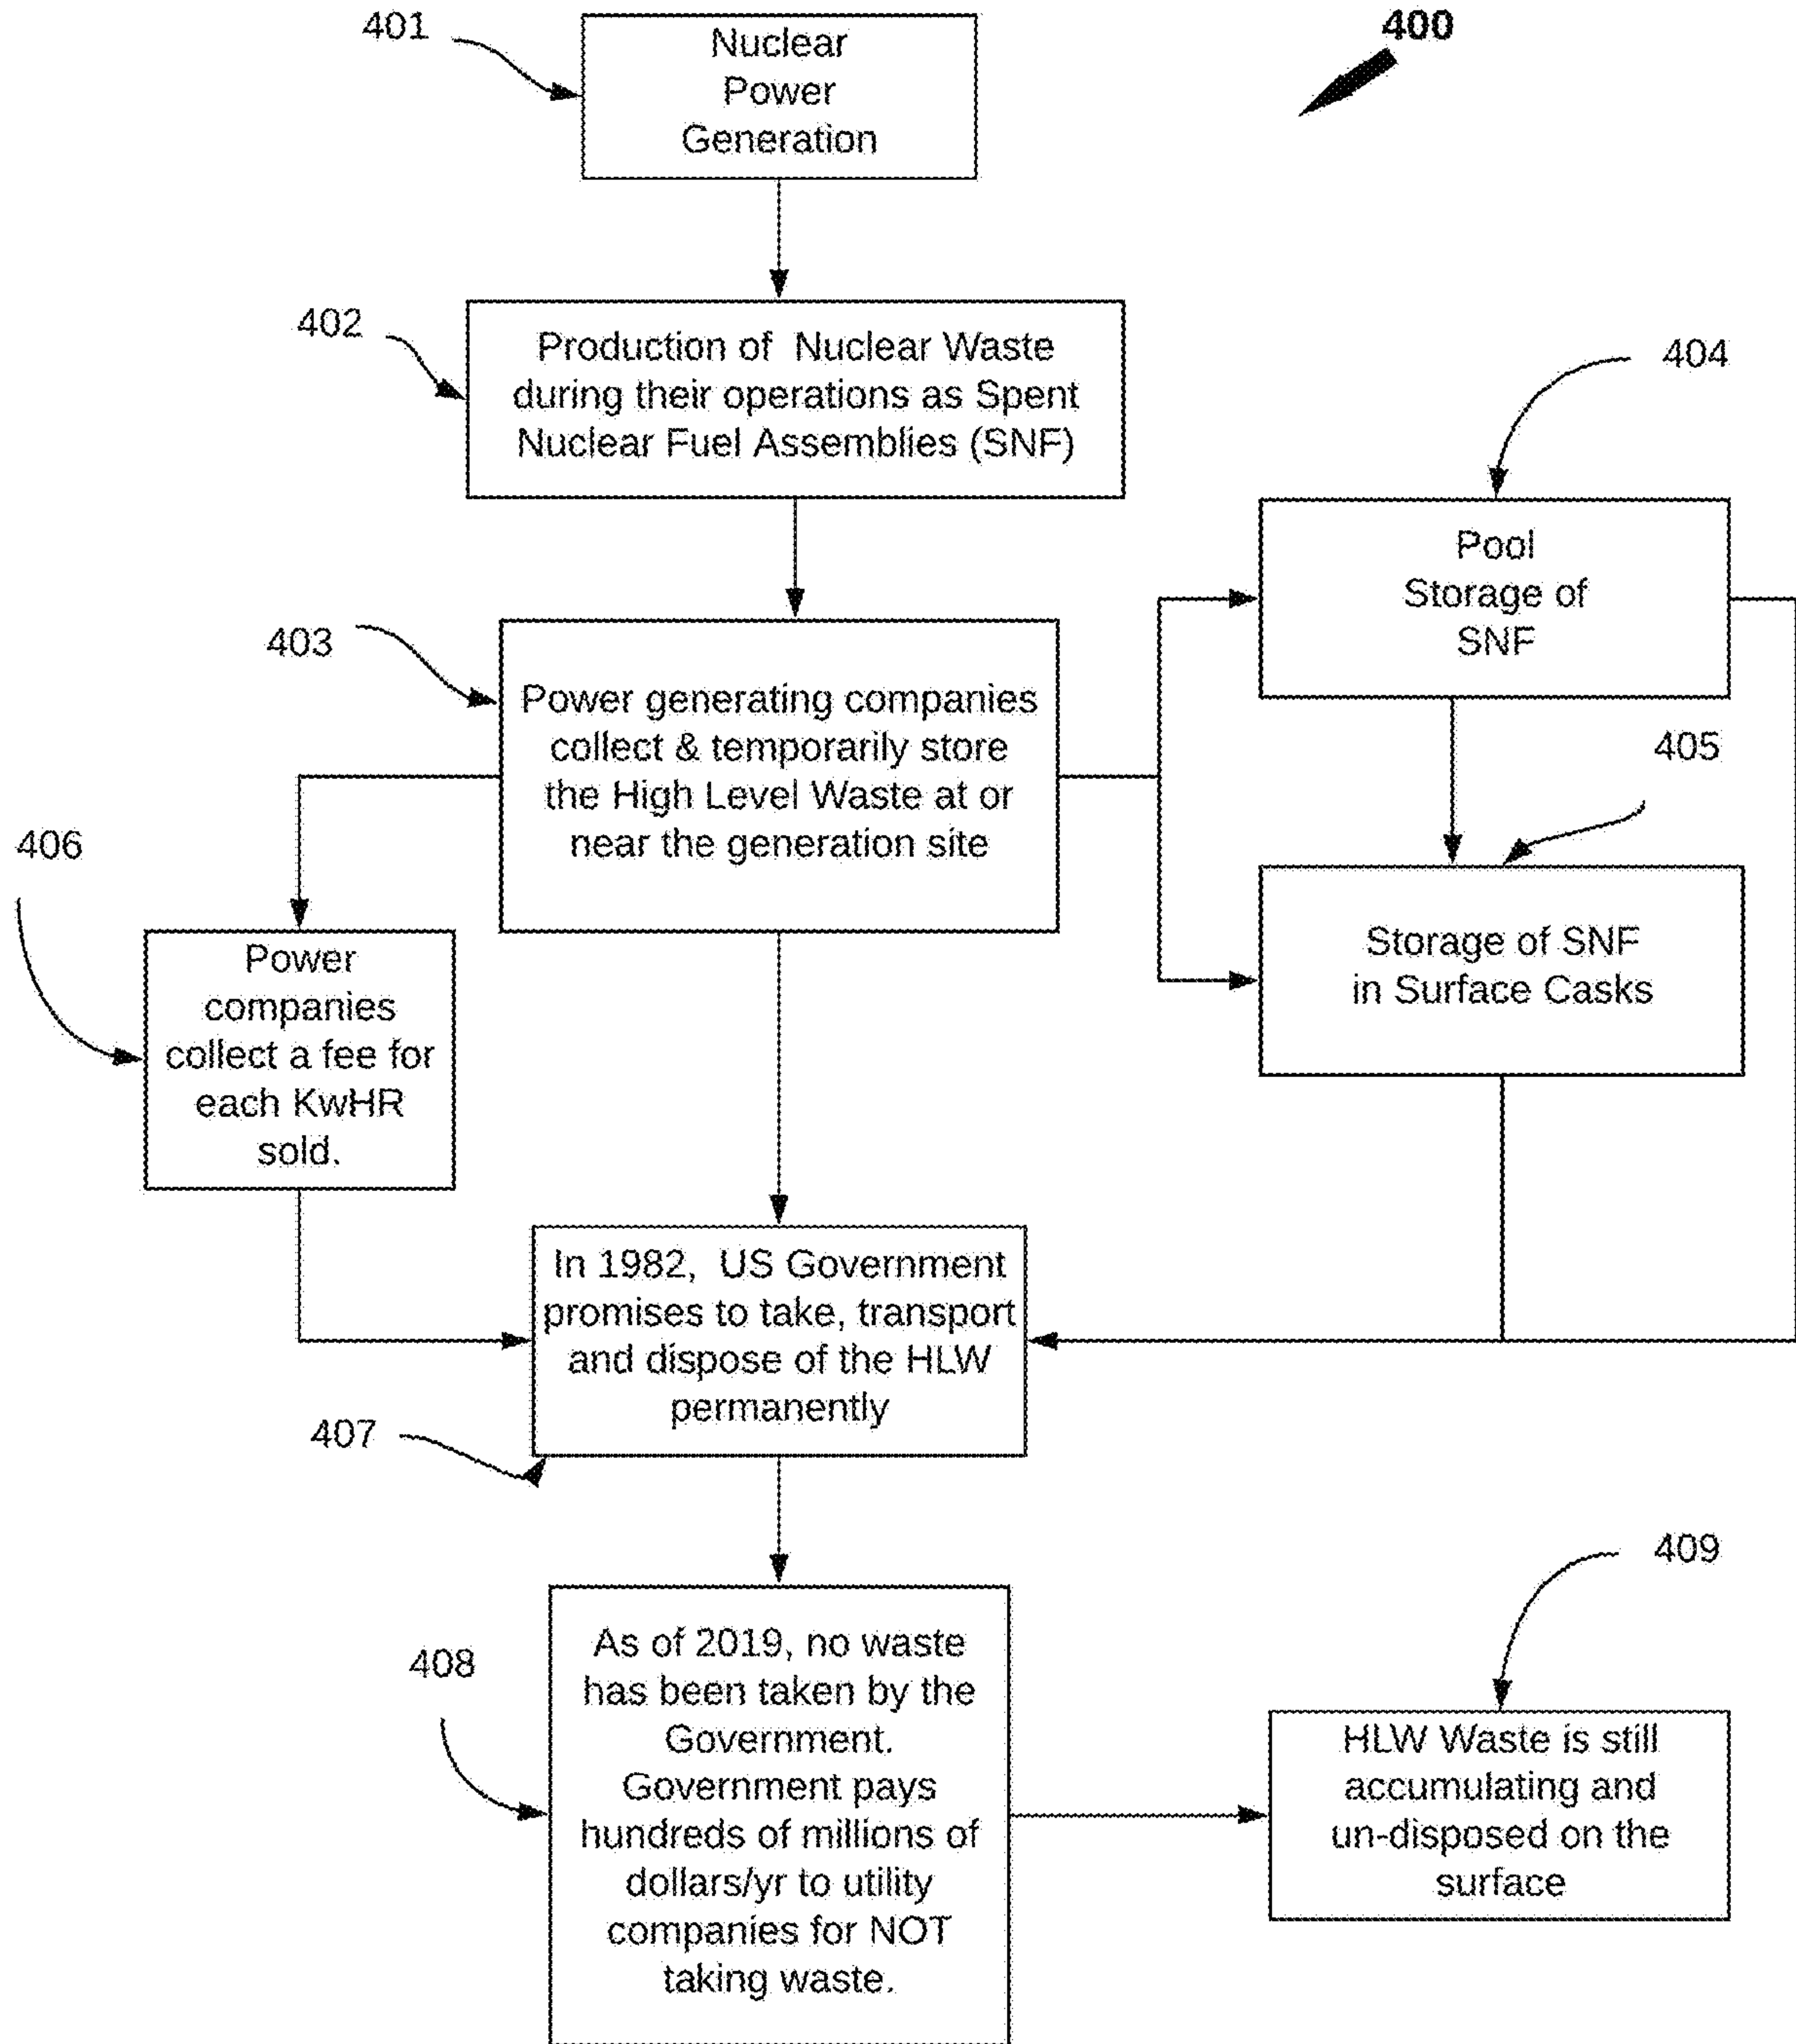 401
Nuclear
Power
Generation
400
402
Production of  Nuclear Waste
during their operations as Spent
Nuclear Fuel Assemblies (SNF)
404
Pool
Storage of
SNF
403
Power generating companies
collect & temporarily store
the High Level Waste at or
near the generation site
405
Storage of SNF
in Surface Casks
406
Power
companies
collect a fee for
each KwHR
sold.
In 1982,  US Government
promises to take, transport
and dispose of the HLW
permanently
407
408
As of 2019, no waste
has been taken by the
Government.
Government pays
hundreds of millions of
dollars/yr to utility
companies for NOT
taking waste.
409
HLW Waste is still
accumulating and
un-disposed on the
surface